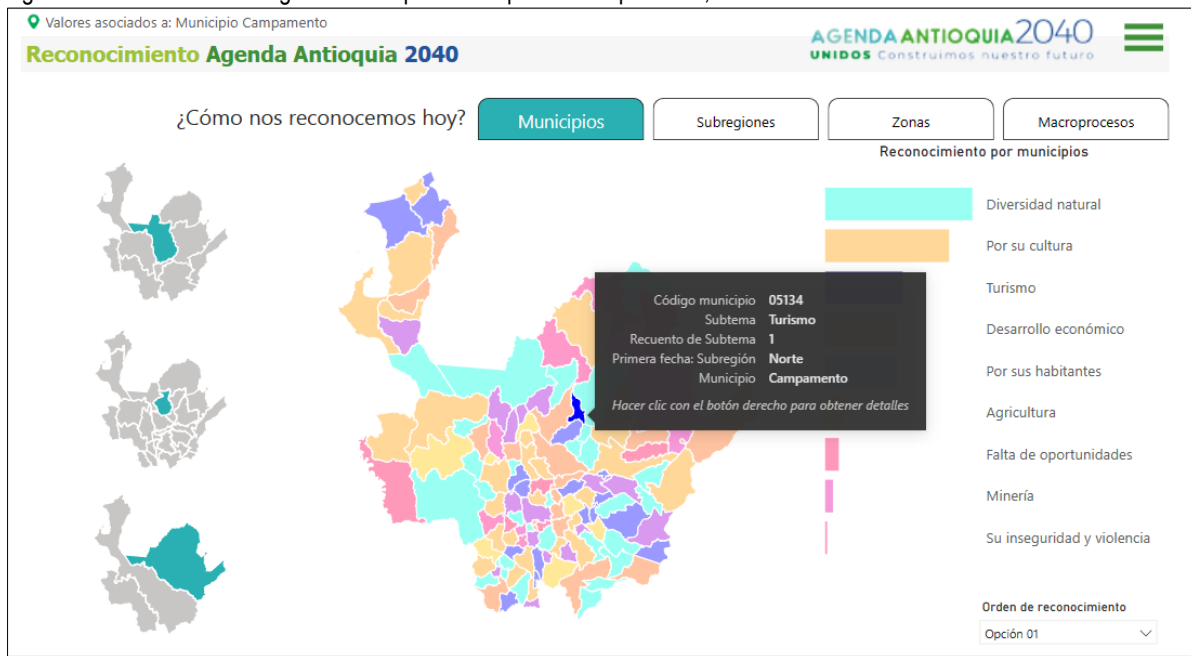 Valores asociados a: Municipio Campamento
Reconocimiento Agenda Antioquia 2040
AGENDA ANTIOQUIA2040
UNIDOS Construimos nuestro futuro
¿Cómo nos reconocemos hoy?
Municipios
Subregiones
Zonas
Macroprocesos
Reconocimiento por municipios
Diversidad natural
Por su cultura
Turismo
Desarrollo económico
Por sus habitantes
Agricultura
Falta de oportunidades
Minería
Su inseguridad y violencia
Código municipio 05134
Subtema Turismo
Recuento de Subtema 1
Primera fecha: Subregión Norte
Municipio Campamento
Hacer clic con el botón derecho para obtener detalles
Orden de reconocimiento
Opción 01